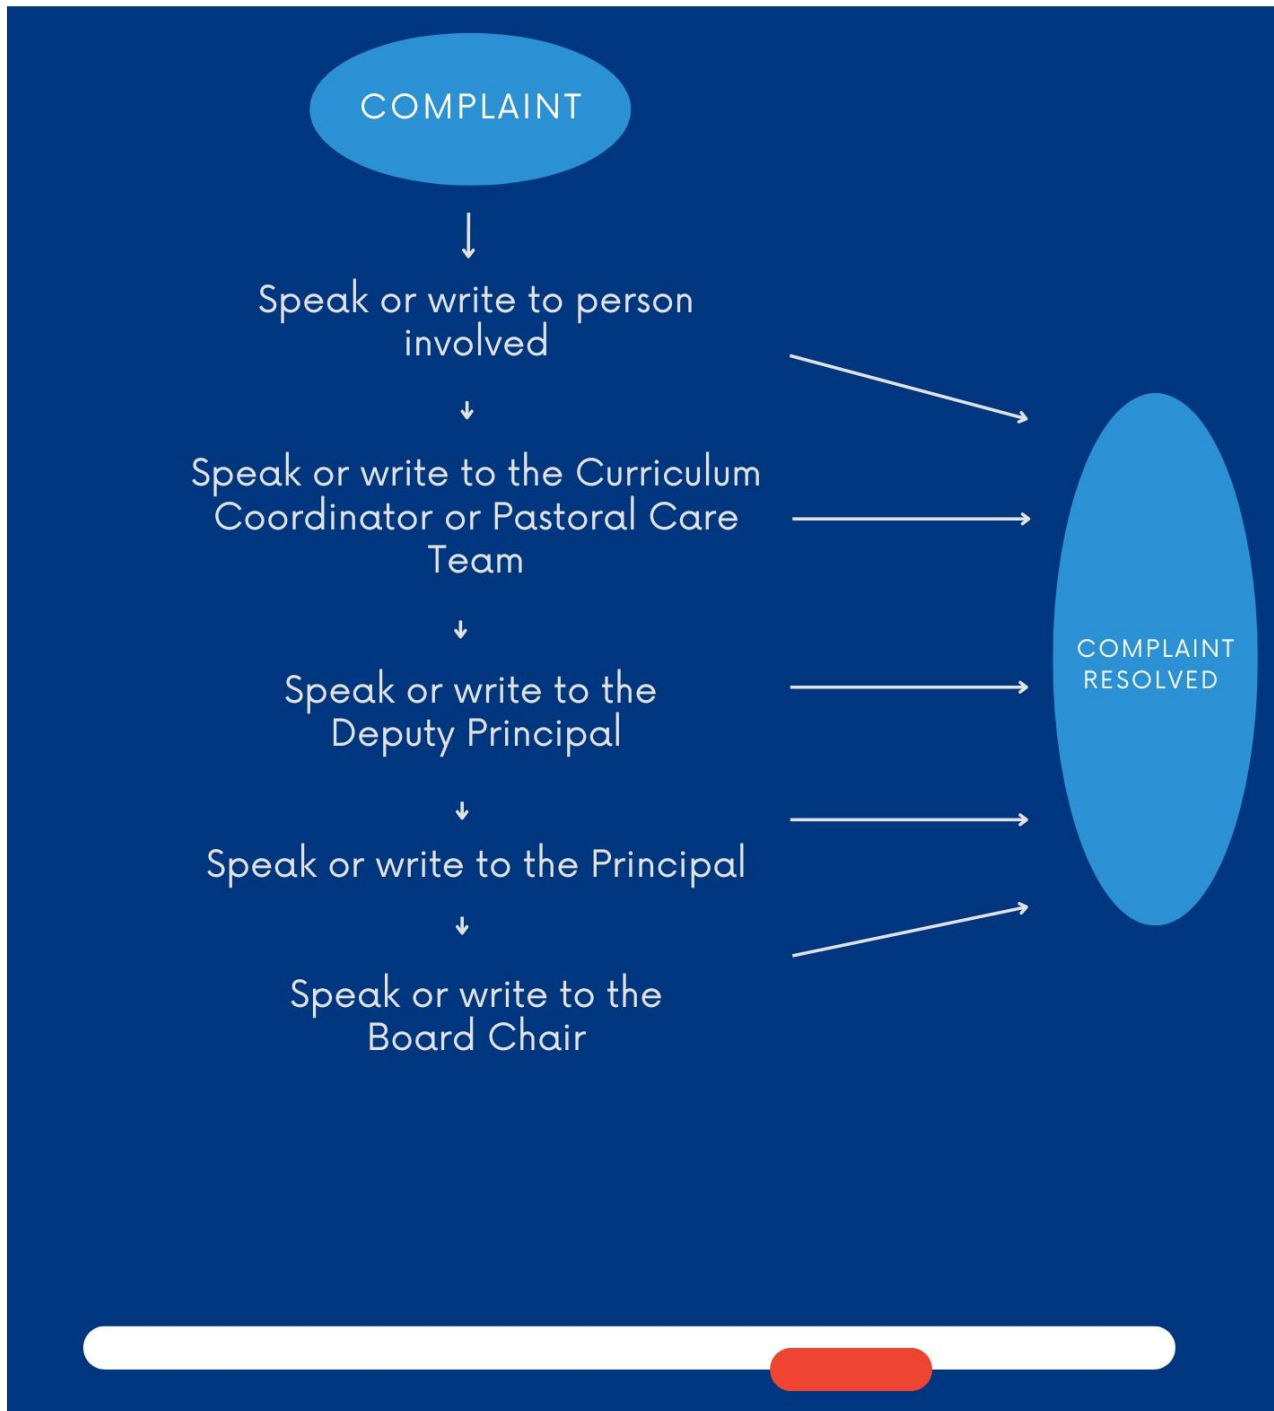 COMPLAINT
Speak or write to person
involved
Speak or write to the Curriculum
Coordinator or Pastoral Care
Team
Speak or write to the
Deputy Principal
Speak or write to the Principal
Speak or write to the
Board Chair
COMPLAINT
RESOLVED